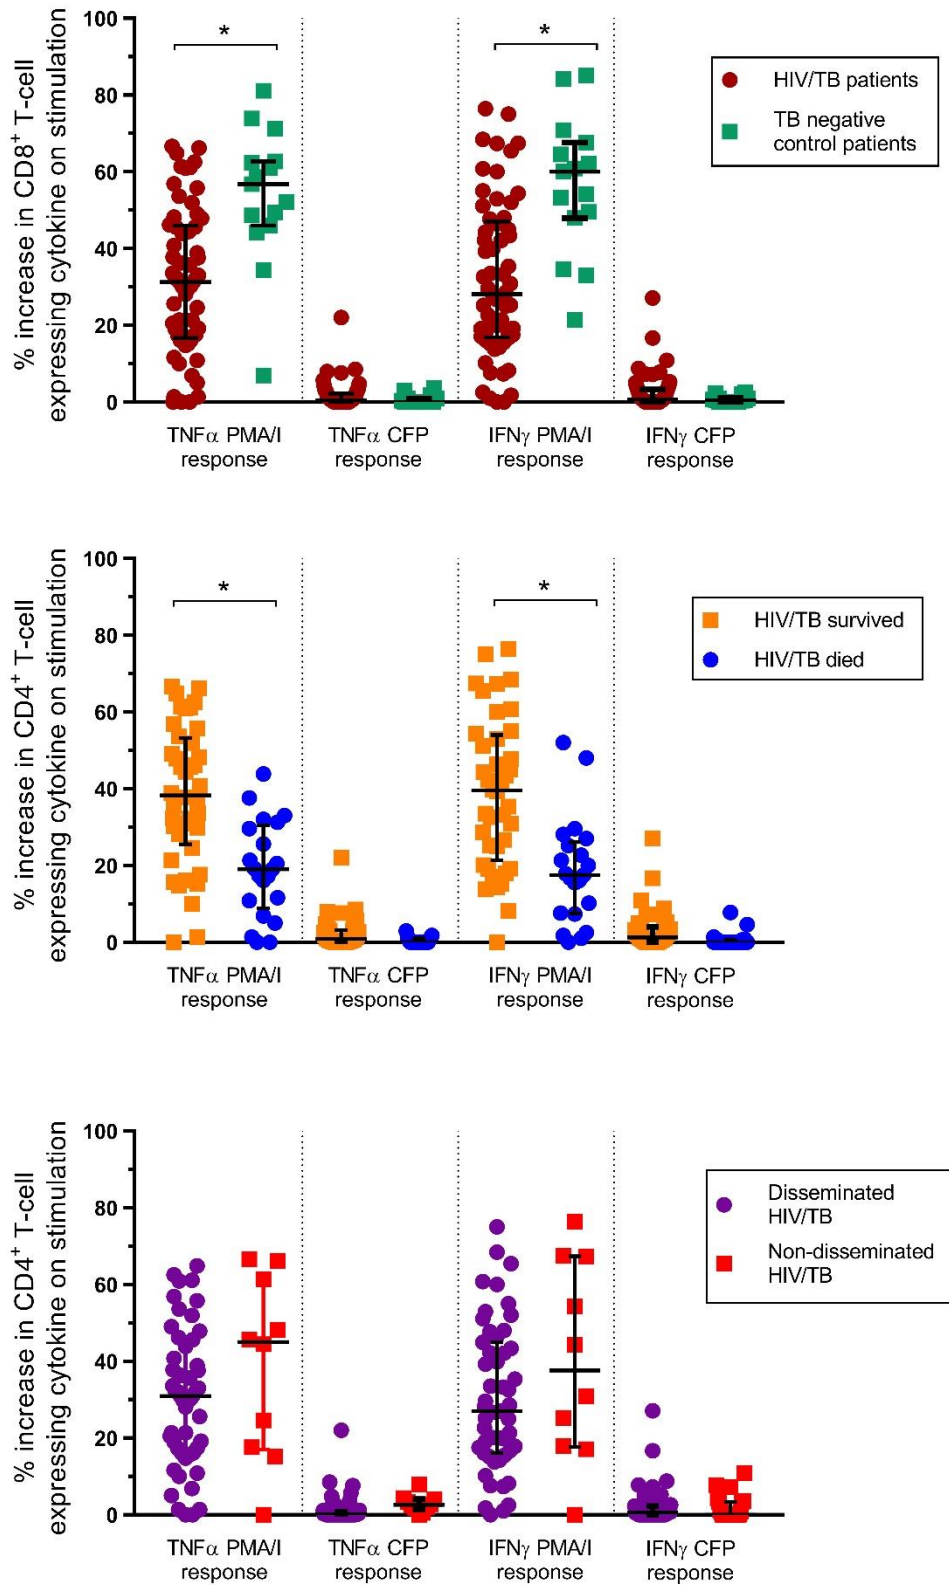 % increase in CD8⁺ T-cell
expressing cytokine on stimulation
100
80
60
40
20
0
*
*
TNFα PMA/I
response
TNFα CFP
response
IFNγ PMA/I
response
IFNγ CFP
response
HIV/TB patients
TB negative
control patients
% increase in CD4⁺ T-cell
expressing cytokine on stimulation
100
80
60
40
20
0
*
*
TNFα PMA/I
response
TNFα CFP
response
IFNγ PMA/I
response
IFNγ CFP
response
HIV/TB survived
HIV/TB died
% increase in CD4⁺ T-cell
expressing cytokine on stimulation
100
80
60
40
20
0
TNFα PMA/I
response
TNFα CFP
response
IFNγ PMA/I
response
IFNγ CFP
response
Disseminated
HIV/TB
Non-disseminated
HIV/TB